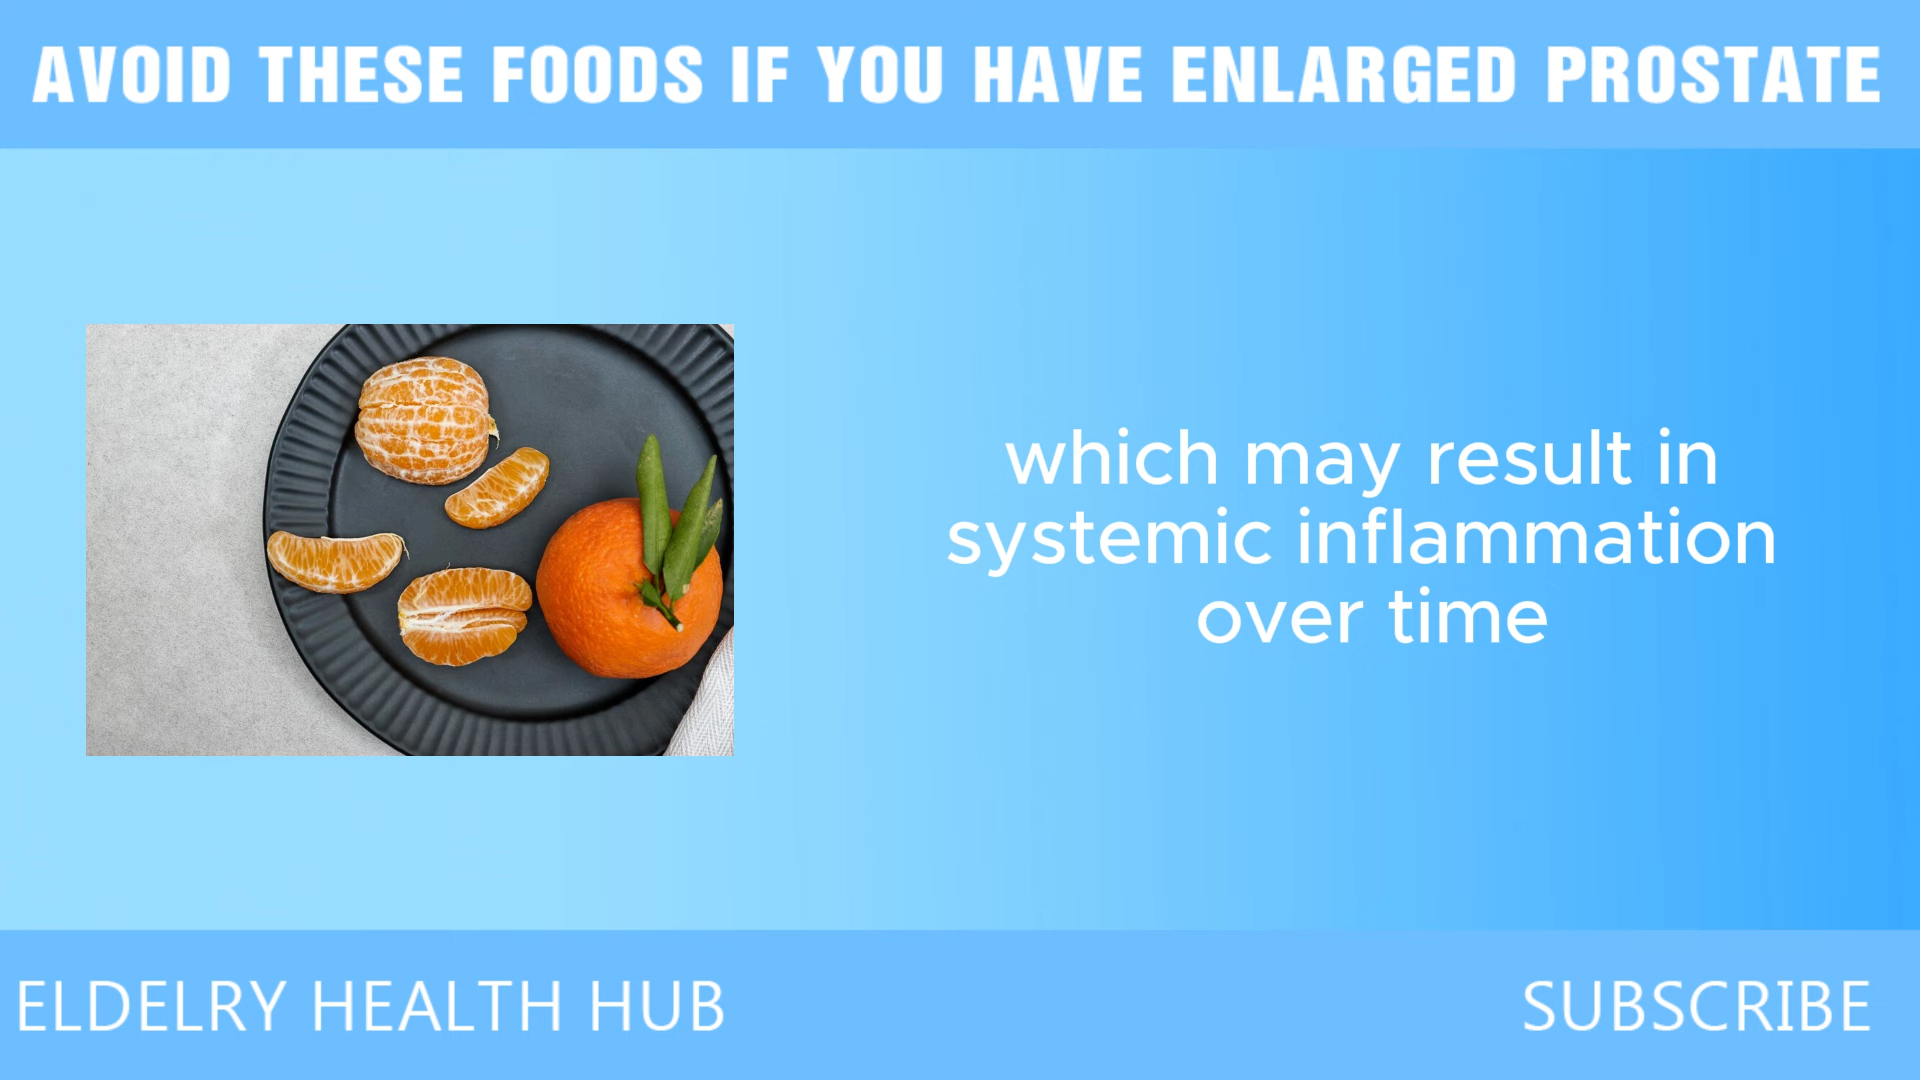 AVOID THESE FOODS IF YOU HAVE ENLARGED PROSTATE
which may result in
systemic inflammation
over time
ELDELRY HEALTH HUB
SUBSCRIBE